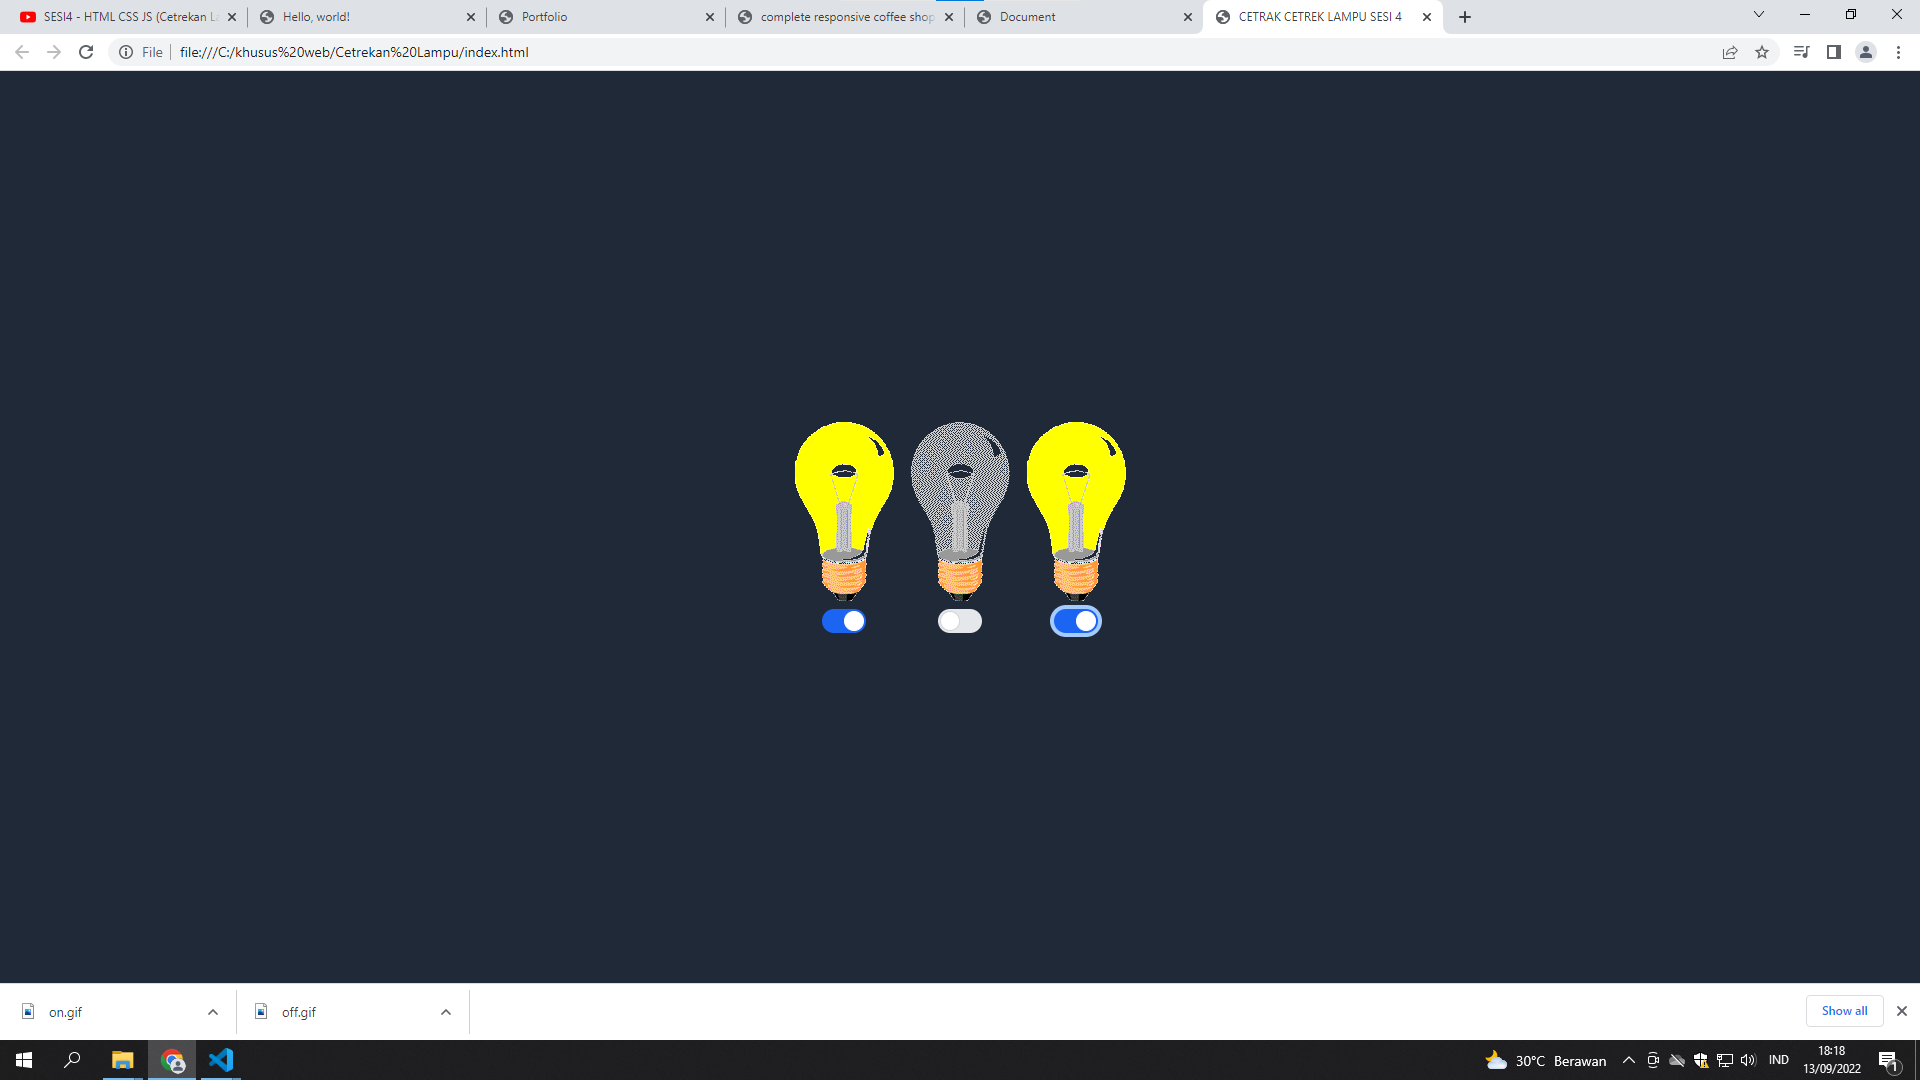 SESI4 - HTML CSS JS (Cetrekan La
Hello, world!
Portfolio
complete responsive coffee shop
Document
CETRAK CETREK LAMPU SESI 4
File
file:///C:/khusus%20web/Cetrekan%20Lampu/index.html
on.gif
off.gif
Show all
30°C Berawan
IND
18:18
13/09/2022
1